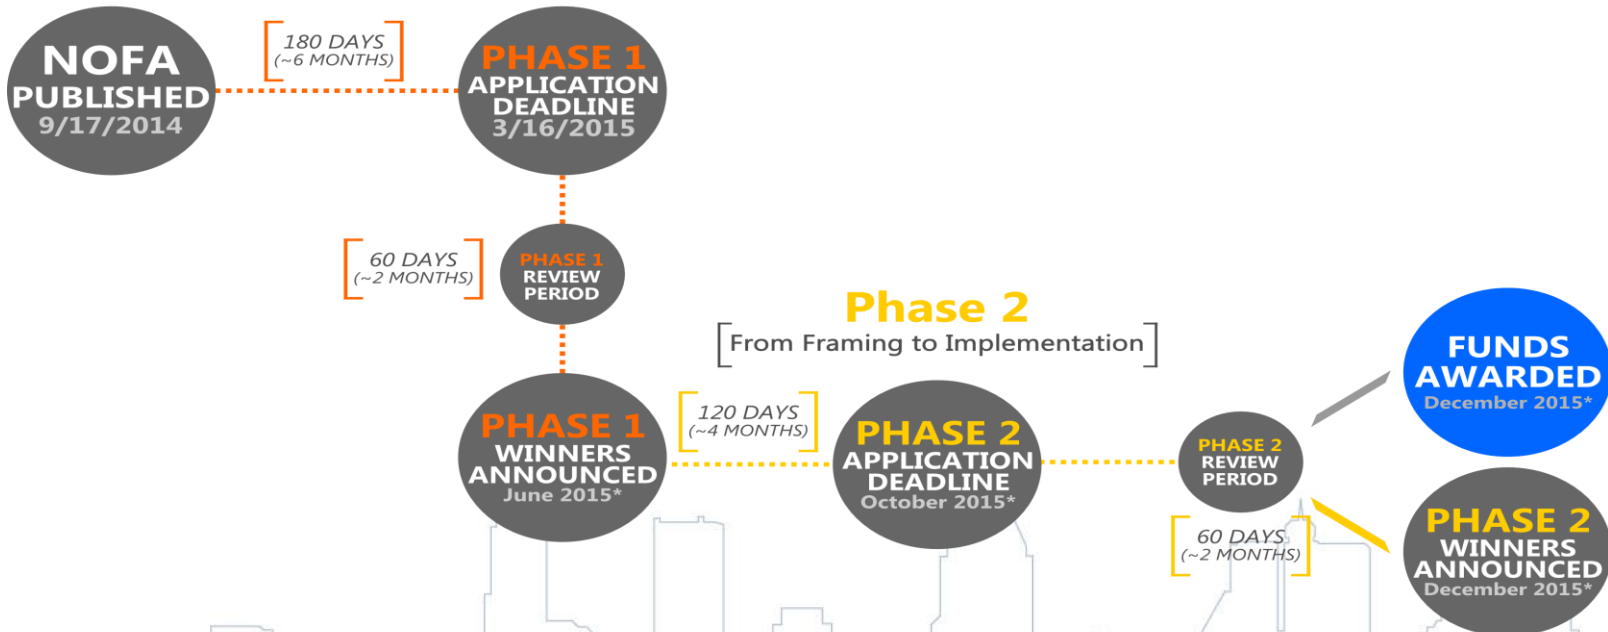 NOFA
PUBLISHED
9/17/2014
180 DAYS
(~6 MONTHS)
PHASE 1
APPLICATION
DEADLINE
3/16/2015
60 DAYS
(~2 MONTHS)
PHASE 1
REVIEW
PERIOD
PHASE 1
WINNERS
ANNOUNCED
June 2015*
Phase 2
From Framing to Implementation
120 DAYS
(~4 MONTHS)
PHASE 2
APPLICATION
DEADLINE
October 2015*
PHASE 2
REVIEW
PERIOD
60 DAYS
(~2 MONTHS)
FUNDS
AWARDED
December 2015*
PHASE 2
WINNERS
ANNOUNCED
December 2015*